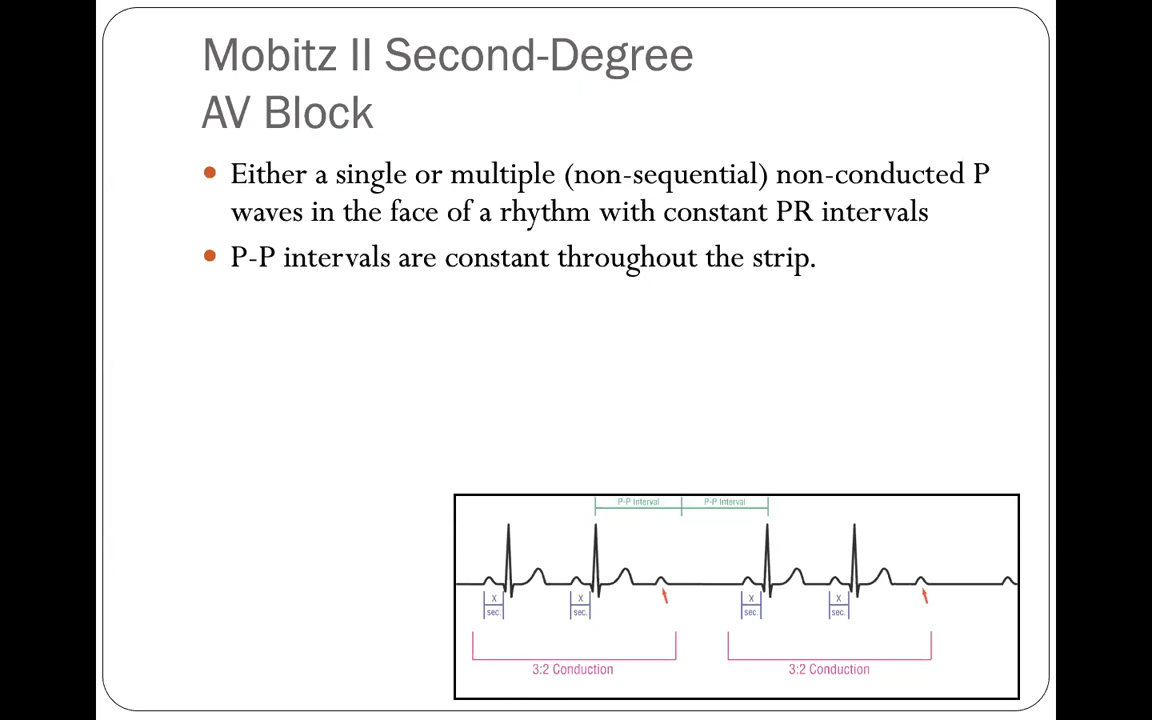 Mobitz II Second-Degree
AV Block
• Either a single or multiple (non-sequential) non-conducted P
waves in the face of a rhythm with constant PR intervals
• P-P intervals are constant throughout the strip.
P-P Interval P-P Interval
X X X X
sec. sec. sec. sec.
3:2 Conduction 3:2 Conduction